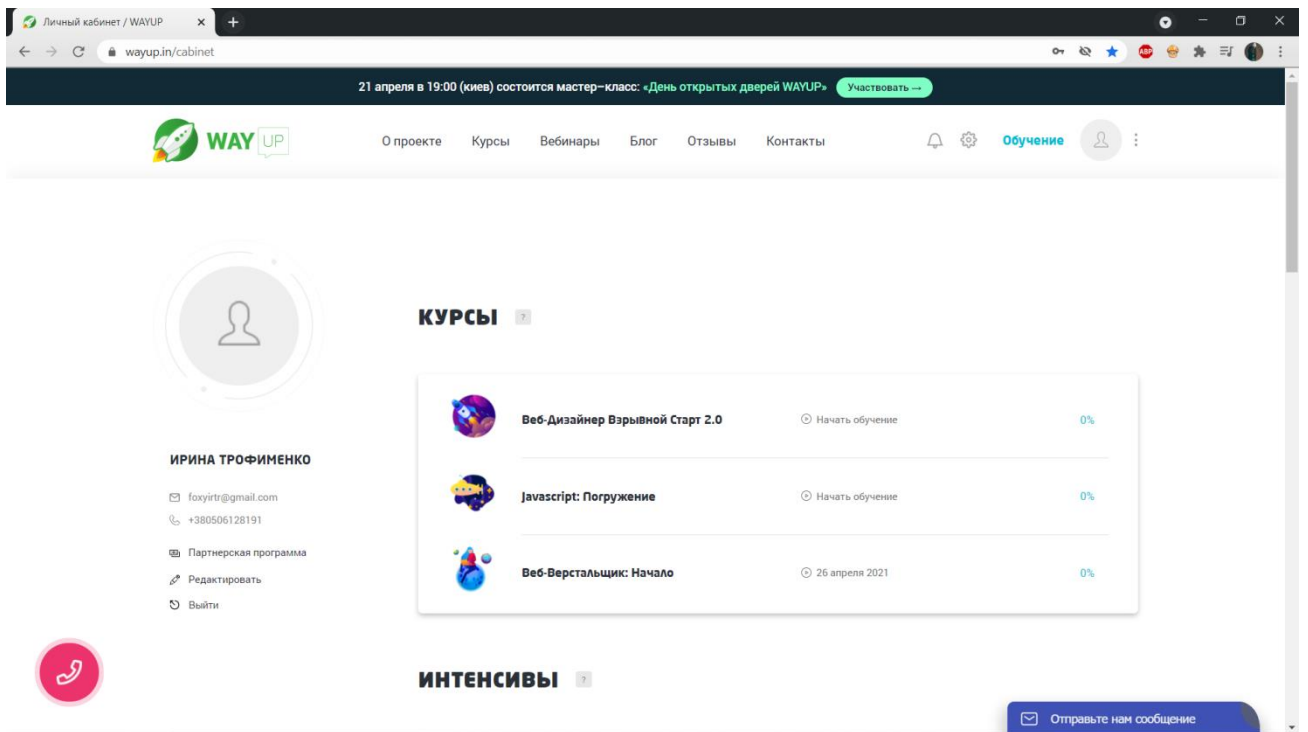 Личный кабинет / WAYUP
wayup.in/cabinet
ABP
21 апреля в 19:00 (киев) состоится мастер-класс: «День открытых дверей WAYUP» Участвовать →
WAY UP О проекте Курсы Вебинары Блог Отзывы Контакты Обучение
КУРСЫ ?
Веб-Дизайнер Взрывной Старт 2.0 Начать обучение 0%
ИРИНА ТРОФИМЕНКО
foxyirtr@gmail.com
+380506128191
Javascript: Погружение Начать обучение 0%
Партнерская программа
Редактировать
Выйти
Веб-Верстальщик: Начало 26 апреля 2021 0%
ИНТЕНСИВЫ ?
Отправьте нам сообщение